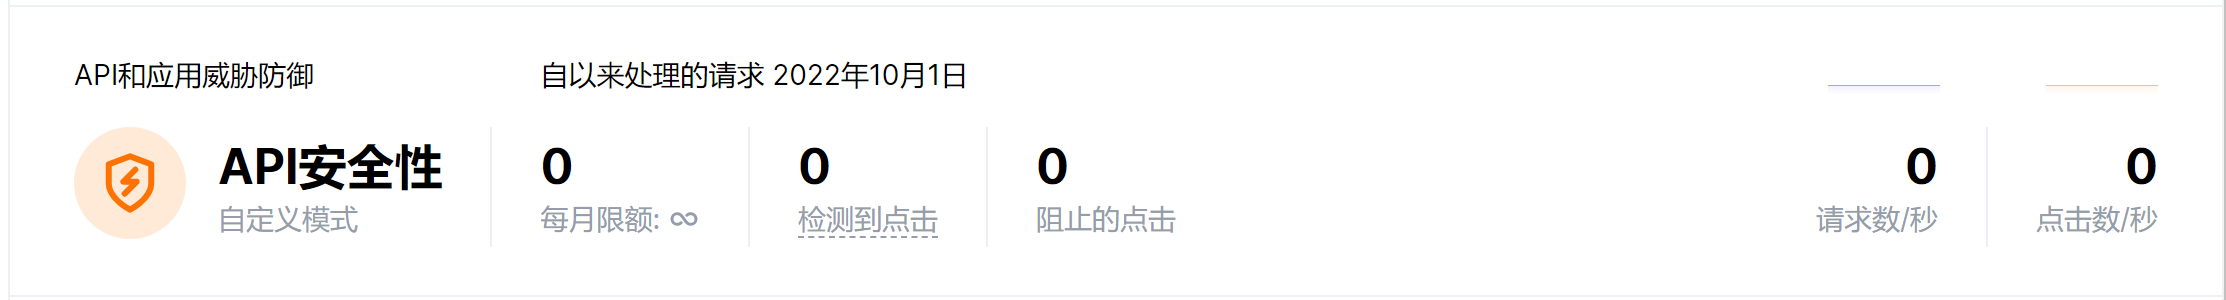 API和应用威胁防御
自以来处理的请求 2022年10月1日
API安全性
自定义模式
0
每月限额: ∞
0
检测到点击
0
阻止的点击
0
请求数/秒
0
点击数/秒